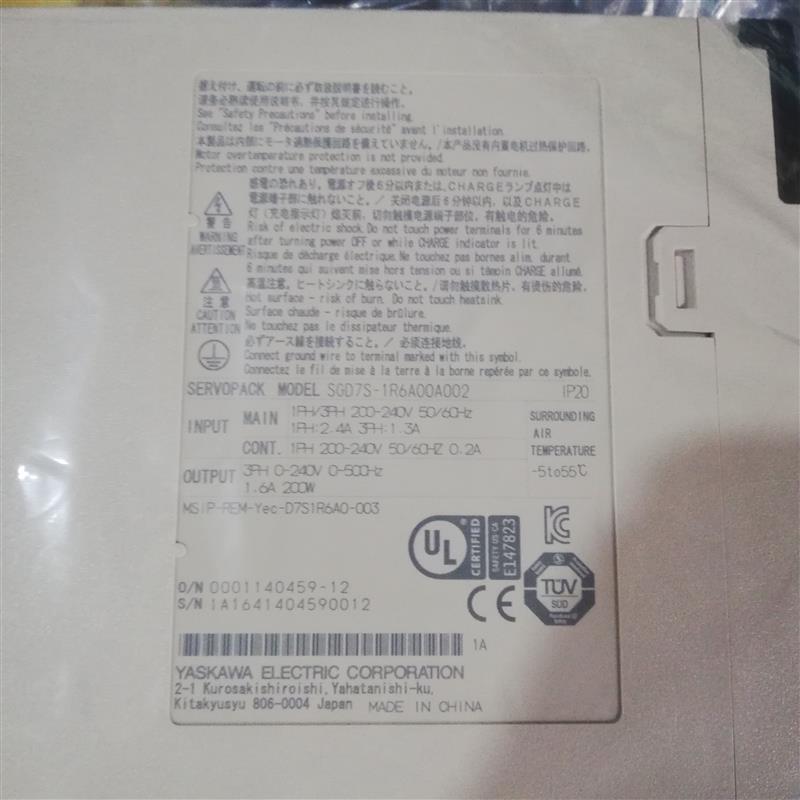 据え付け、運転の前に必ず取扱説明書を読むこと。
请务必熟读使用说明书，并按其规定进行操作。
See "Safety Precautions" before installing.
Consultez les "Précautions de sécurité" avant l'installation.
本製品は内部にモータ過熱保護回路を備えていません。/本产品没有内置电机过热保护回路。
Motor overtemperature protection is not provided.
Protection contre une température excessive du moteur non fournie.
感電の恐れあり。電源オフ後6分以内または、CHARGEランプ点灯中は
電源端子部に触れないこと。／关闭电源后6分钟以内，以及CHARGE
灯（充电指示灯）熄灭前，切勿触摸电源端子部位，有触电的危险。
警告
WARNING
AVERTISSEMENT
Risk of electric shock. Do not touch power terminals for 6 minutes
after turning power OFF or while CHARGE indicator is lit.
Risque de décharge électrique. Ne touchez pas bornes alim. durant
6 minutes qui suivent mise hors tension ou si témoin CHARGE allumé.
高温注意。ヒートシンクに触らないこと。/请勿触摸散热片，有烫伤的危险。
注意
CAUTION
ATTENTION
Hot surface - risk of burn. Do not touch heatsink.
Surface chaude - risque de brûlure.
Ne touchez pas le dissipateur thermique.
必ずアース線を接続すること。／必须连接地线。
Connect ground wire to terminal marked with this symbol.
Connectez le fil de mise à la terre à la borne repérée par ce symbole.
SERVOPACK MODEL SGD7S-1R6A00A002 IP20
INPUT MAIN 1PH/3PH 200-240V 50/60Hz
1PH:2.4A 3PH:1.3A
CONT. 1PH 200-240V 50/60HZ 0.2A
SURROUNDING
AIR
TEMPERATURE
-5to55℃
OUTPUT 3PH 0-240V 0-500Hz
1.6A 200W
MSIP-REM-Yec-D7S1R6A0-003
UL CERTIFIED
SAFETY US-CA
E147823
TÜV
SÜD
CE
O/N 0001140459-12
S/N 1A1641404590012
1A
YASKAWA ELECTRIC CORPORATION
2-1 Kurosakishiroishi, Yahatanishi-ku,
Kitakyusyu 806-0004 Japan MADE IN CHINA